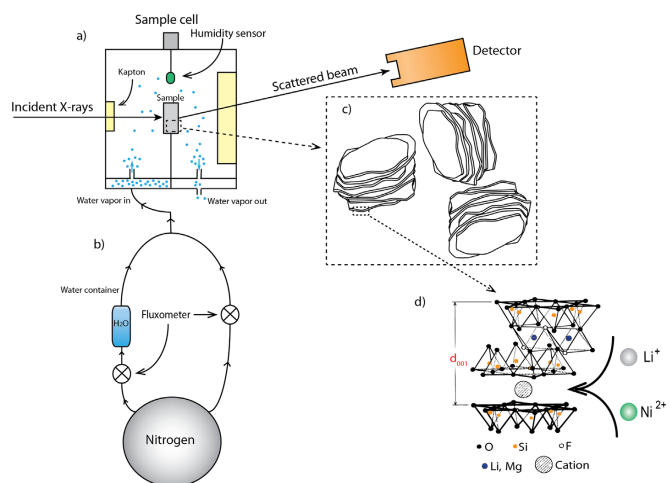 a)
Sample cell
Humidity sensor
Detector
Kapton
Scattered beam
Incident X-rays
Sample
c)
Water vapor in
Water vapor out
b)
Water container
Fluxometer
H₂O
Nitrogen
d)
d₀₀₁
Li⁺
Ni²⁺
O
Si
F
Li, Mg
Cation